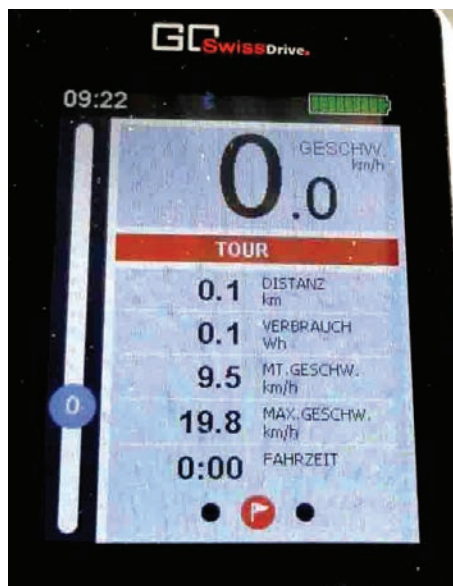 GO SwissDrive.
09:22
GESCHW.
km/h
0.0
TOUR
0.1 DISTANZ
km
0.1 VERBRAUCH
Wh
9.5 MT.GESCHW.
km/h
0
19.8 MAX.GESCHW.
km/h
0:00 FAHRZEIT